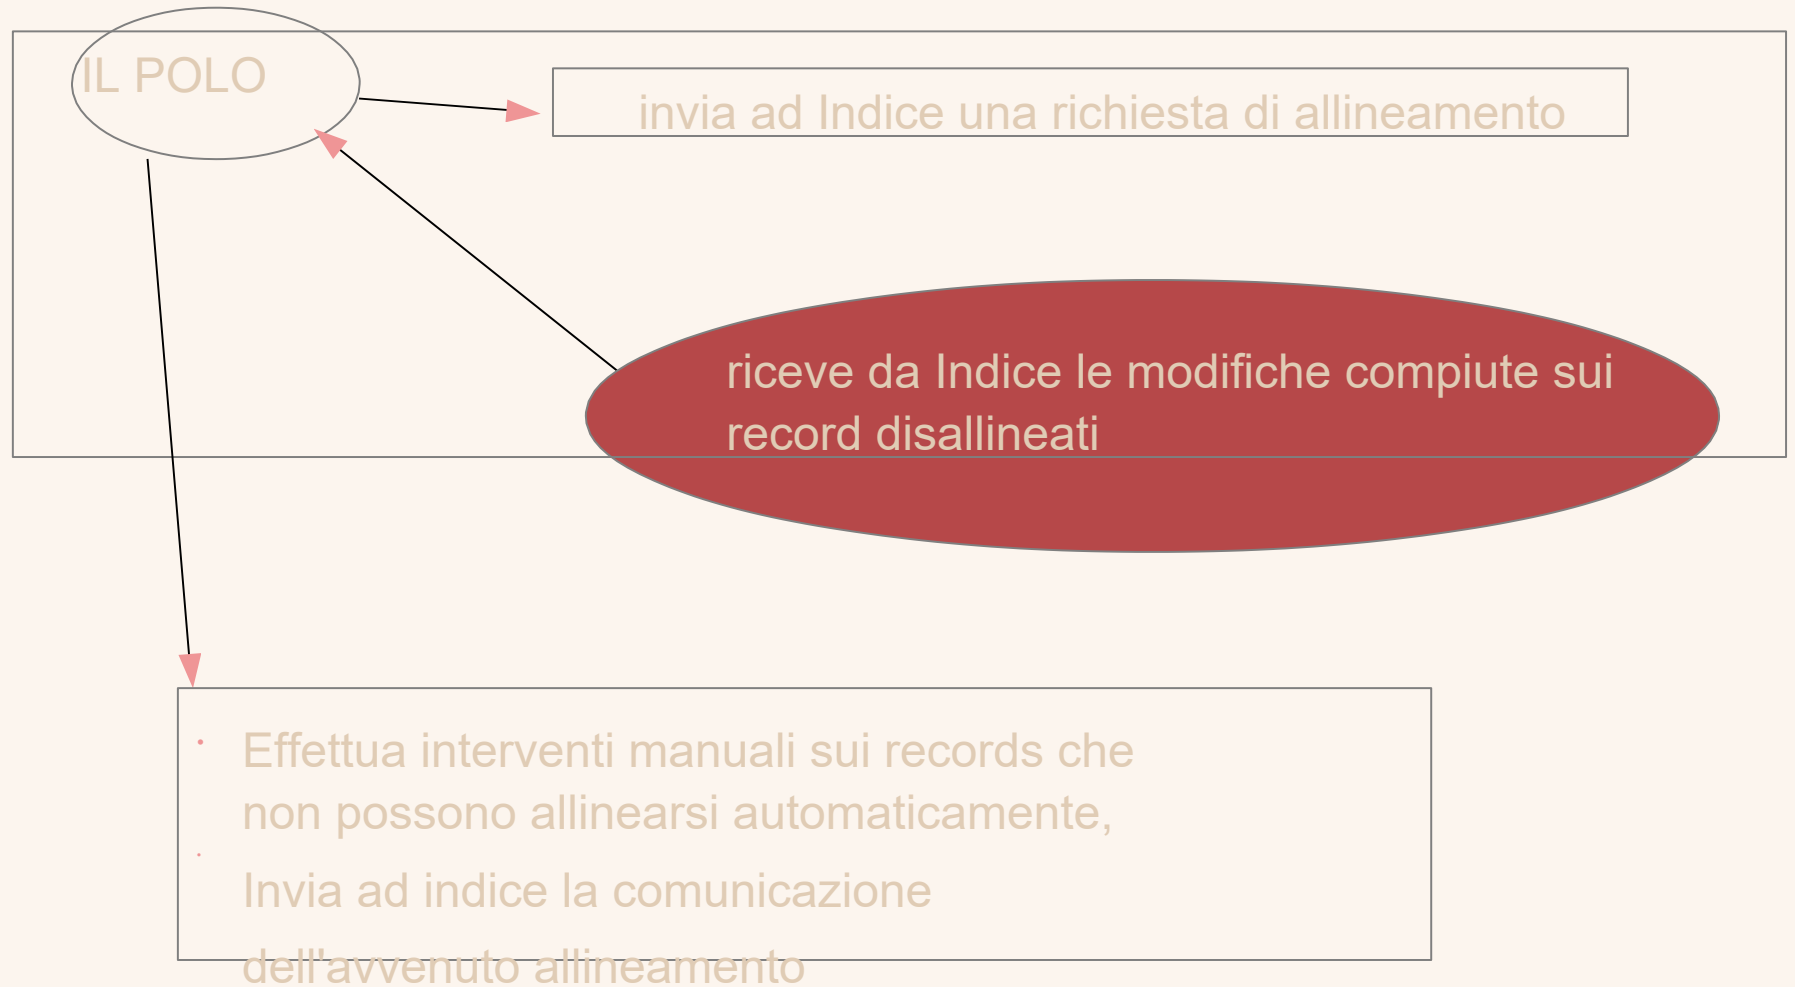 IL POLO
invia ad Indice una richiesta di allineamento
riceve da Indice le modifiche compiute sui
record disallineati
Effettua interventi manuali sui records che
non possono allinearsi automaticamente,
Invia ad indice la comunicazione
dell'avvenuto allineamento